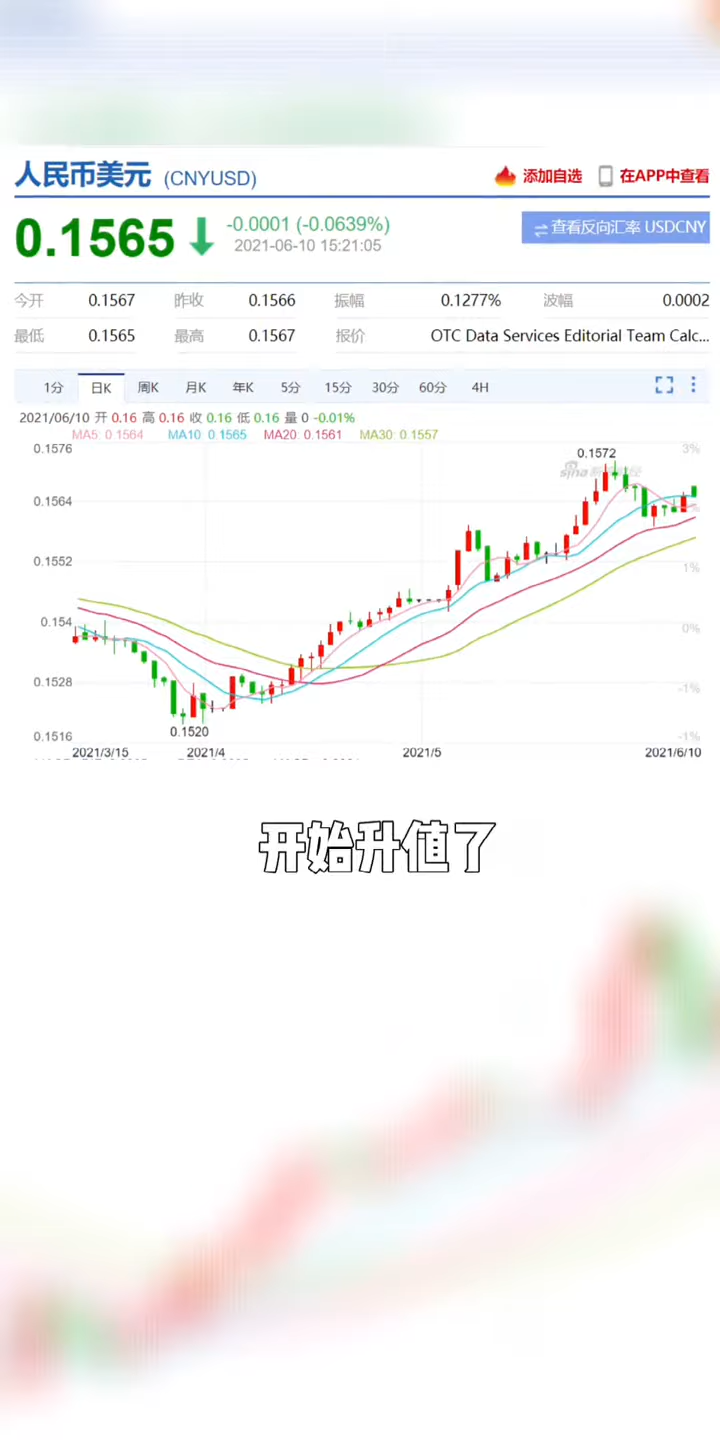 人民币美元 (CNYUSD) 添加自选 在APP中查看
0.1565 -0.0001 (-0.0639%) 查看反向汇率 USDCNY
2021-06-10 15:21:05
今开 0.1567 昨收 0.1566 振幅 0.1277% 波幅 0.0002
最低 0.1565 最高 0.1567 报价 OTC Data Services Editorial Team Calc...
1分 日K 周K 月K 年K 5分 15分 30分 60分 4H
2021/06/10 开 0.16 高 0.16 收 0.16 低 0.16 量 0 -0.01%
MA5: 0.1564 MA10: 0.1565 MA20: 0.1561 MA30: 0.1557
0.1576 0.1572 3%
sina
0.1564
0.1552 1%
0.154 0%
0.1528 -1%
0.1520
0.1516 -1%
2021/3/15 2021/4 2021/5 2021/6/10
开始升值了